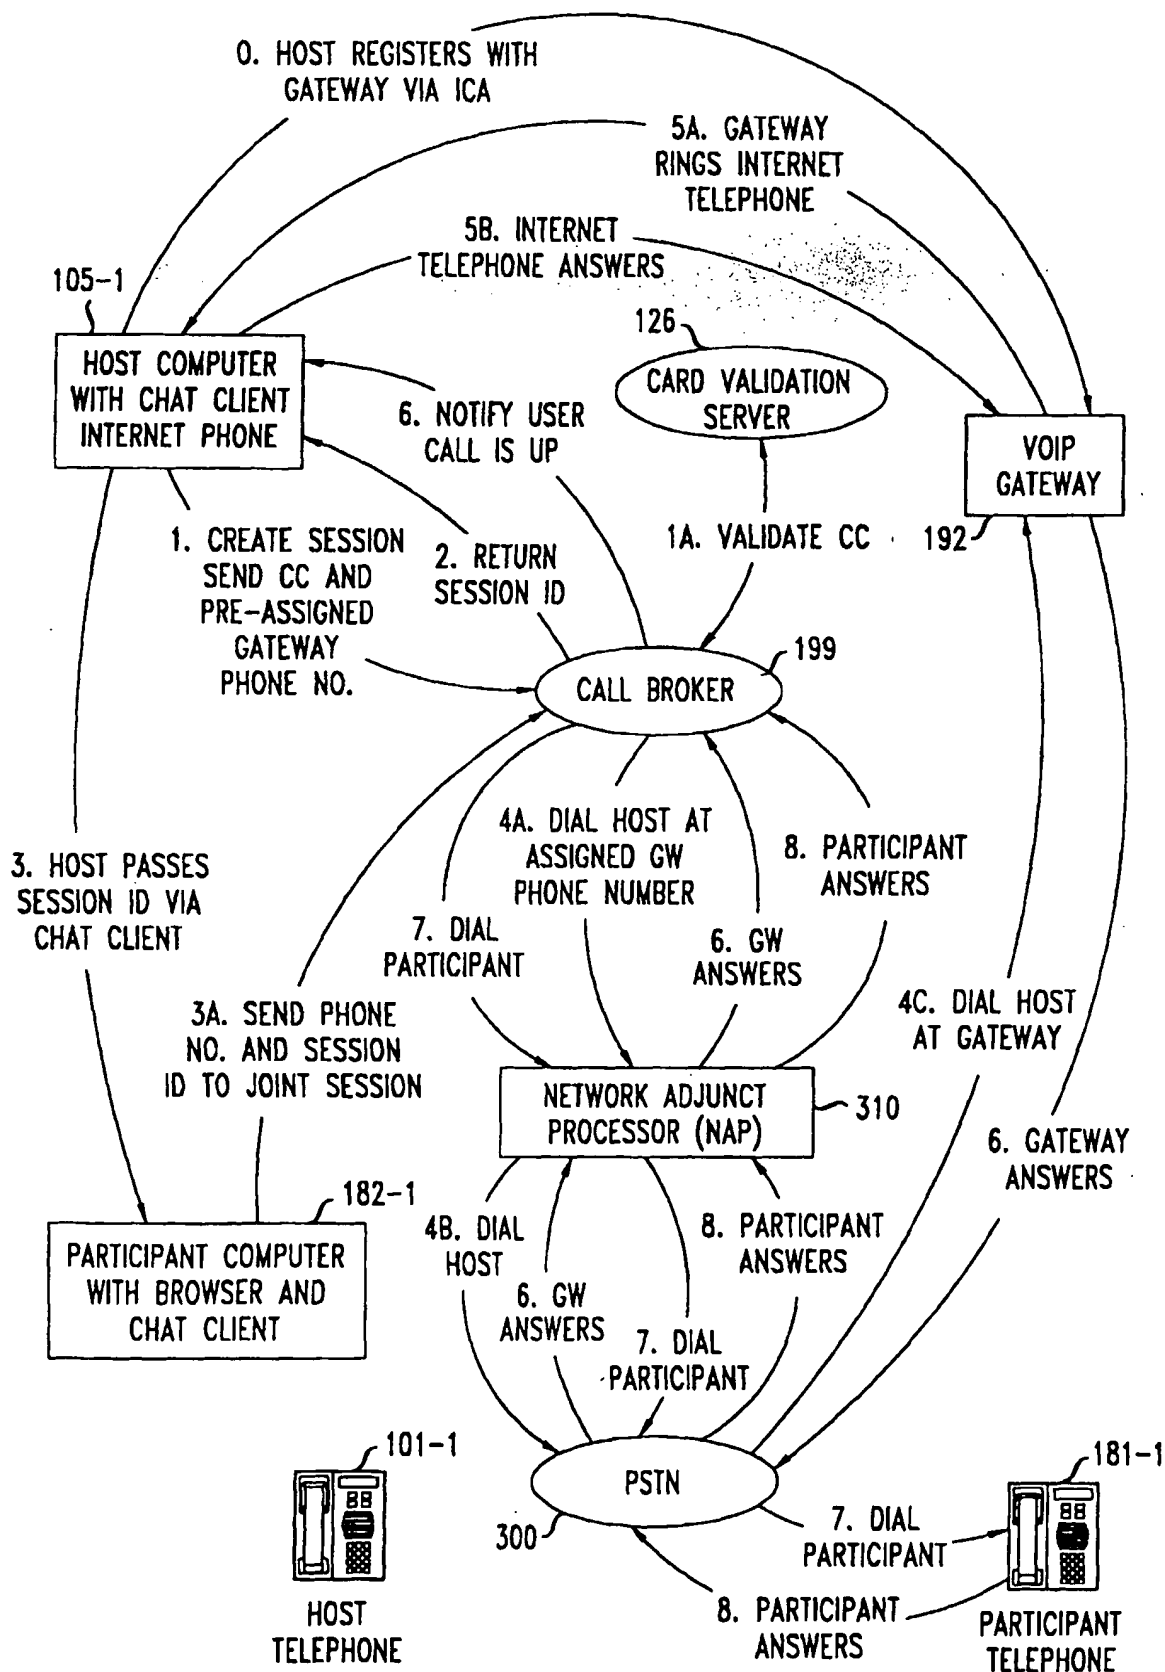 0. HOST REGISTERS WITH
GATEWAY VIA ICA
5A. GATEWAY
RINGS INTERNET
TELEPHONE
5B. INTERNET
TELEPHONE ANSWERS
105-1
HOST COMPUTER
WITH CHAT CLIENT
INTERNET PHONE
126
CARD VALIDATION
SERVER
6. NOTIFY USER
CALL IS UP
VOIP
GATEWAY
192
1. CREATE SESSION
SEND CC AND
PRE-ASSIGNED
GATEWAY
PHONE NO.
2. RETURN
SESSION ID
1A. VALIDATE CC
199
CALL BROKER
3. HOST PASSES
SESSION ID VIA
CHAT CLIENT
4A. DIAL HOST AT
ASSIGNED GW
PHONE NUMBER
8. PARTICIPANT
ANSWERS
7. DIAL
PARTICIPANT
6. GW
ANSWERS
3A. SEND PHONE
NO. AND SESSION
ID TO JOINT SESSION
4C. DIAL HOST
AT GATEWAY
NETWORK ADJUNCT
PROCESSOR (NAP)
310
6. GATEWAY
ANSWERS
182-1
PARTICIPANT COMPUTER
WITH BROWSER AND
CHAT CLIENT
4B. DIAL
HOST
8. PARTICIPANT
ANSWERS
6. GW
ANSWERS
7. DIAL
PARTICIPANT
101-1
HOST
TELEPHONE
PSTN
300
181-1
7. DIAL
PARTICIPANT
8. PARTICIPANT
ANSWERS
PARTICIPANT
TELEPHONE